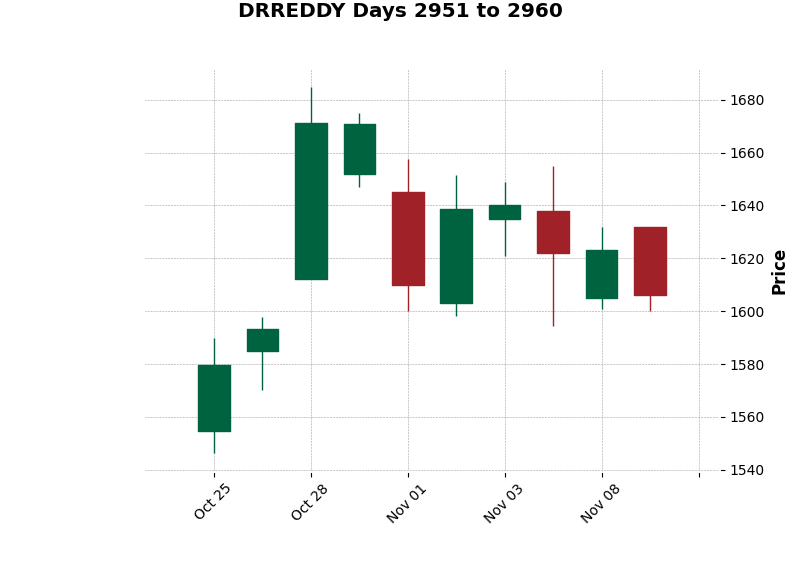 DRREDDY Days 2951 to 2960
1680
1660
1640
1620
1600
1580
1560
1540
Price
Oct 25
Oct 28
Nov 01
Nov 03
Nov 08